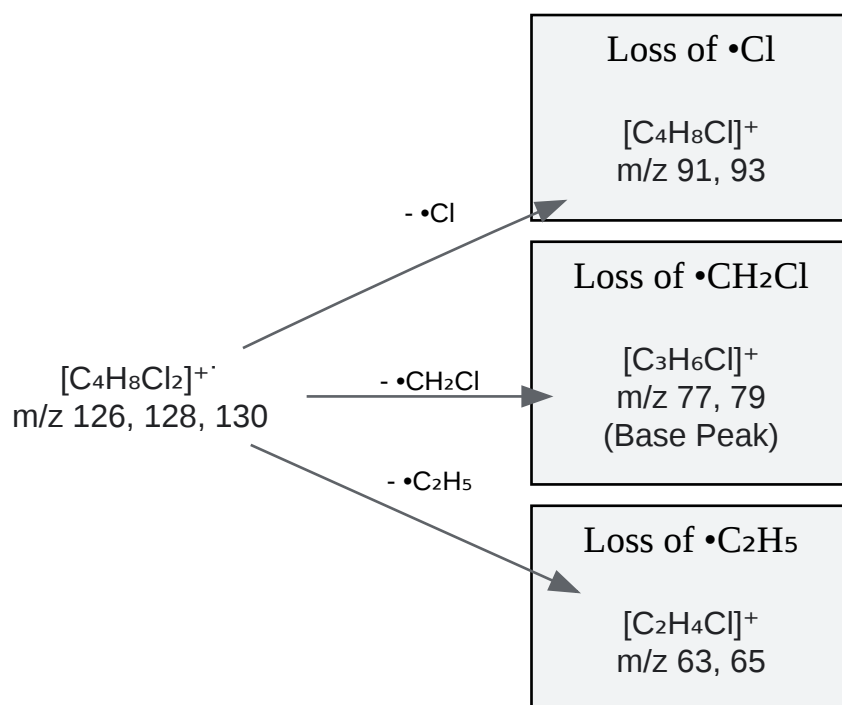 Loss of •Cl
[C₄H₈Cl]⁺
m/z 91, 93
- •Cl
Loss of •CH₂Cl
[C₃H₆Cl]⁺
m/z 77, 79
(Base Peak)
- •CH₂Cl
[C₄H₈Cl₂]⁺˙
m/z 126, 128, 130
- •C₂H₅
Loss of •C₂H₅
[C₂H₄Cl]⁺
m/z 63, 65